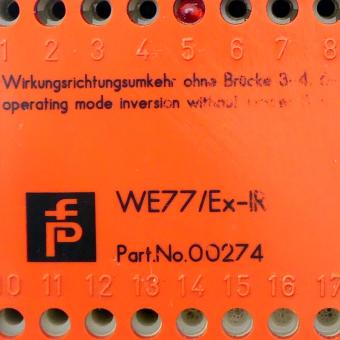 1 2 3 4 5 6 7 8
Wirkungsrichtungsumkehr ohne Brücke 3-4,
operating mode inversion without
WE77/Ex-IR
Part.No.00274
10 11 12 13 14 15 16 17